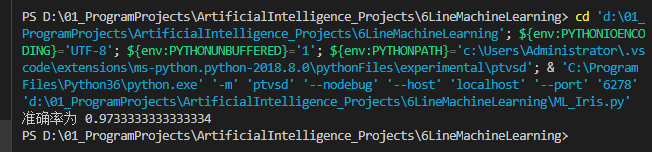 PS D:\01_ProgramProjects\ArtificialIntelligence_Projects\6LineMachineLearning> cd 'd:\01_
ProgramProjects\ArtificialIntelligence_Projects\6LineMachineLearning'; ${env:PYTHONIOENCO
DING}='UTF-8'; ${env:PYTHONUNBUFFERED}='1'; ${env:PYTHONPATH}='c:\Users\Administrator\.vs
code\extensions\ms-python.python-2018.8.0\pythonFiles\experimental\ptvsd'; & 'C:\Program 
Files\Python36\python.exe' '-m' 'ptvsd' '--nodebug' '--host' 'localhost' '--port' '6278' 
'd:\01_ProgramProjects\ArtificialIntelligence_Projects\6LineMachineLearning\ML_Iris.py'
准确率为 0.9733333333333334
PS D:\01_ProgramProjects\ArtificialIntelligence_Projects\6LineMachineLearning>